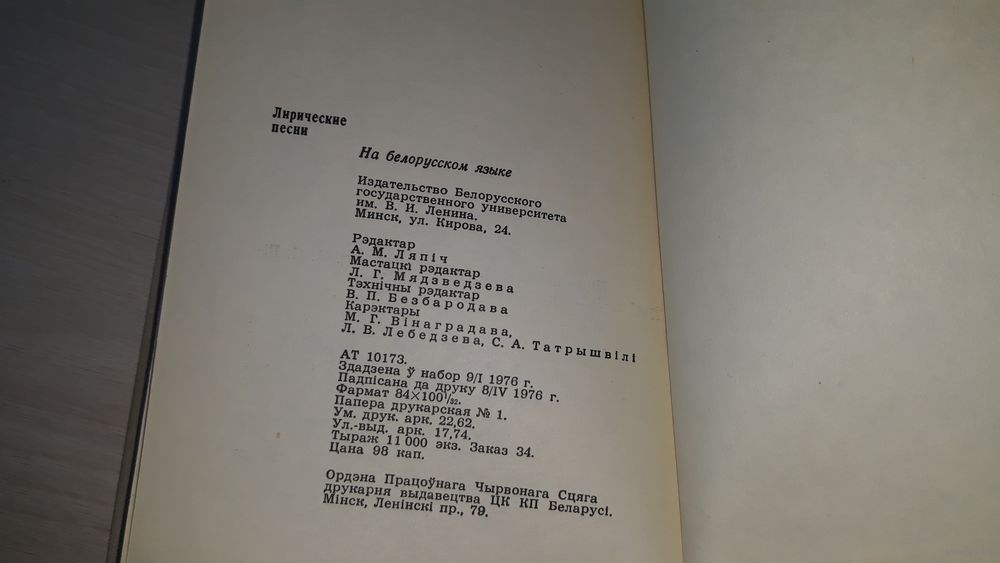 Лирические
песни
На белорусском языке
Издательство Белорусского
государственного университета
им. В. И. Ленина.
Минск, ул. Кирова, 24.
Рэдактар
А. М. Ляпіч
Мастацкі рэдактар
Л. Г. Мядзведзева
Тэхнічны рэдактар
В. П. Безбародава
Карэктары
М. Г. Вінаградава,
Л. В. Лебедзева, С. А. Татрышвілі
АТ 10173.
Здадзена ў набор 9/I 1976 г.
Падпісана да друку 8/IV 1976 г.
Фармат 84×100¹/₃₂.
Папера друкарская № 1.
Ум. друк. арк. 22,62.
Ул.-выд. арк. 17,74.
Тыраж 11 000 экз. Заказ 34.
Цана 98 кап.
Ордэна Працоўнага Чырвонага Сцяга
друкарня выдавецтва ЦК КП Беларусі.
Мінск, Ленінскі пр., 79.